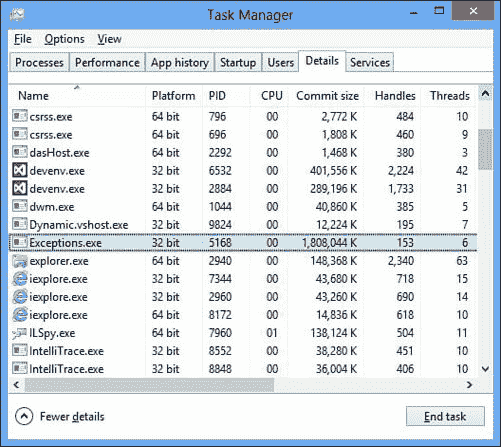 Task Manager
File Options View
Processes Performance App history Startup Users Details Services
Name Platform PID CPU Commit size Handles Threads
csrss.exe 64 bit 796 00 2,772 K 484 10
csrss.exe 64 bit 696 00 1,808 K 460 9
dasHost.exe 64 bit 2292 00 1,468 K 380 3
devenv.exe 32 bit 6532 00 401,556 K 2,224 42
devenv.exe 32 bit 2884 00 289,196 K 1,733 31
dwm.exe 64 bit 1044 00 40,860 K 385 5
Dynamic.vshost.exe 32 bit 9824 00 12,224 K 195 7
Exceptions.exe 32 bit 5168 00 1,808,044 K 153 6
explorer.exe 64 bit 2940 00 148,368 K 2,340 63
iexplore.exe 32 bit 7344 00 43,680 K 718 15
iexplore.exe 32 bit 2960 00 43,260 K 690 14
iexplore.exe 64 bit 8172 00 14,836 K 618 10
ILSpy.exe 64 bit 7960 01 138,124 K 504 11
IntelliTrace.exe 32 bit 8552 00 38,280 K 451 10
IntelliTrace.exe 32 bit 8848 00 36,004 K 406 10
Fewer details End task